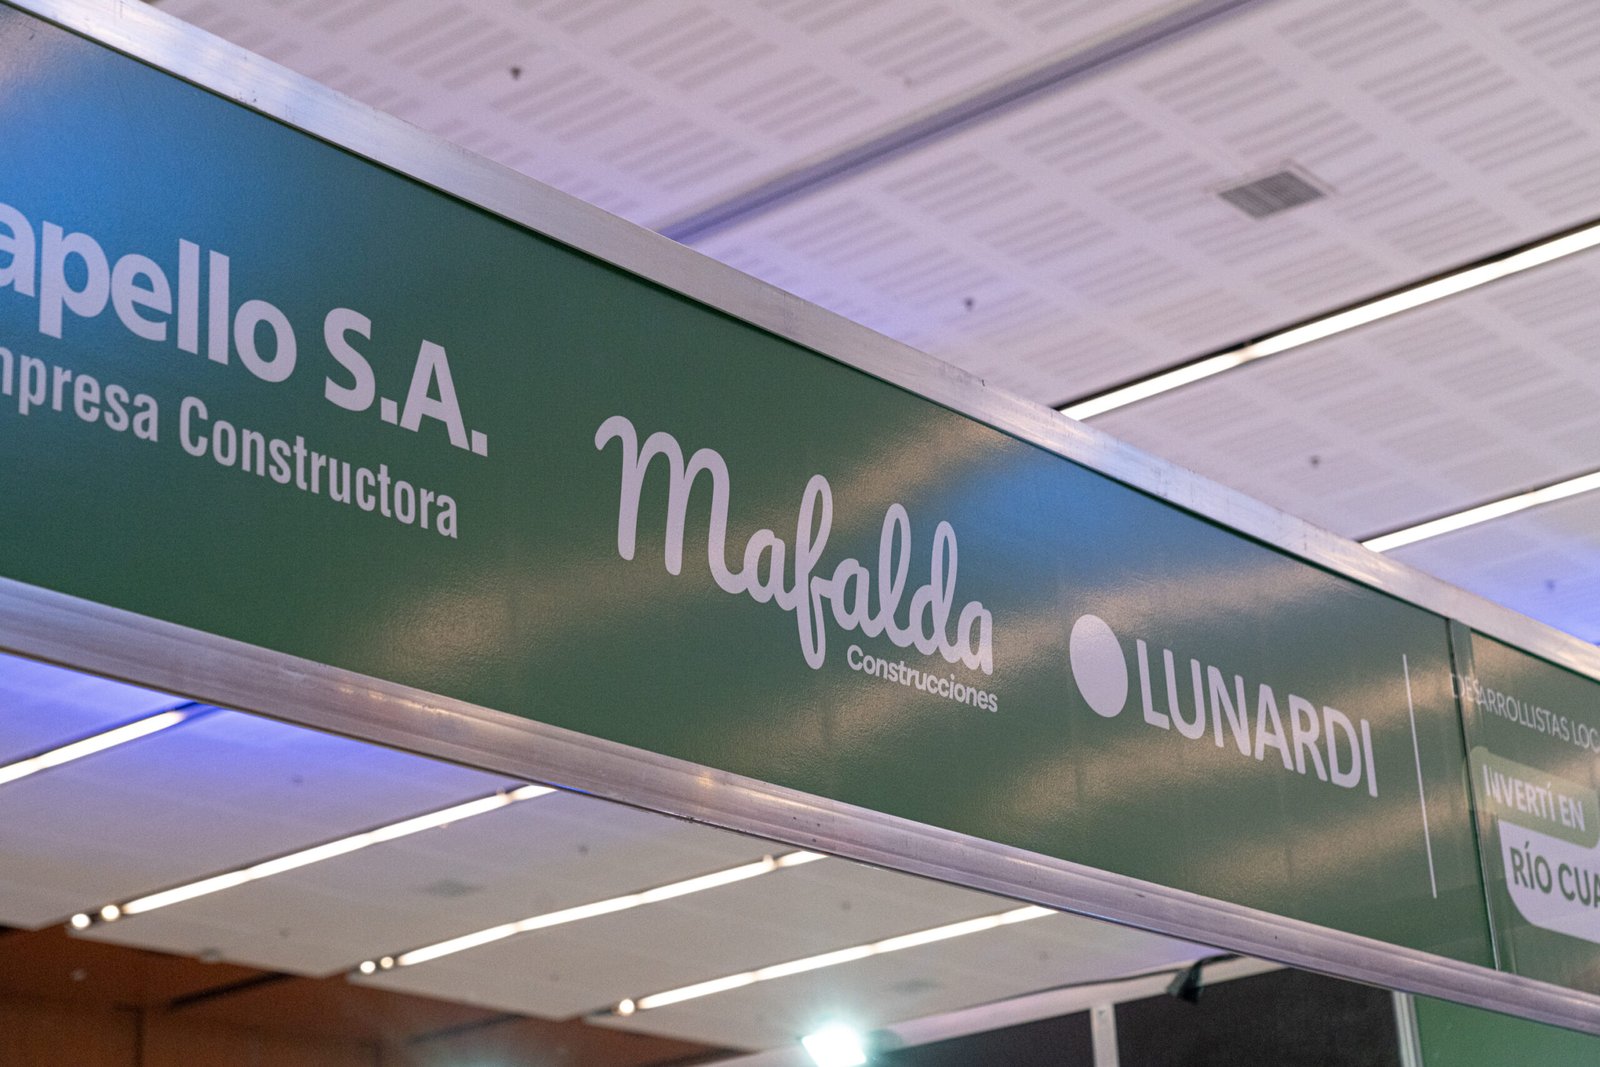 apello S.A.
mpresa Constructora
Mafalda
Construcciones
LUNARDI
DESARROLLISTAS LOC
INVERTÍ EN
RÍO CUA